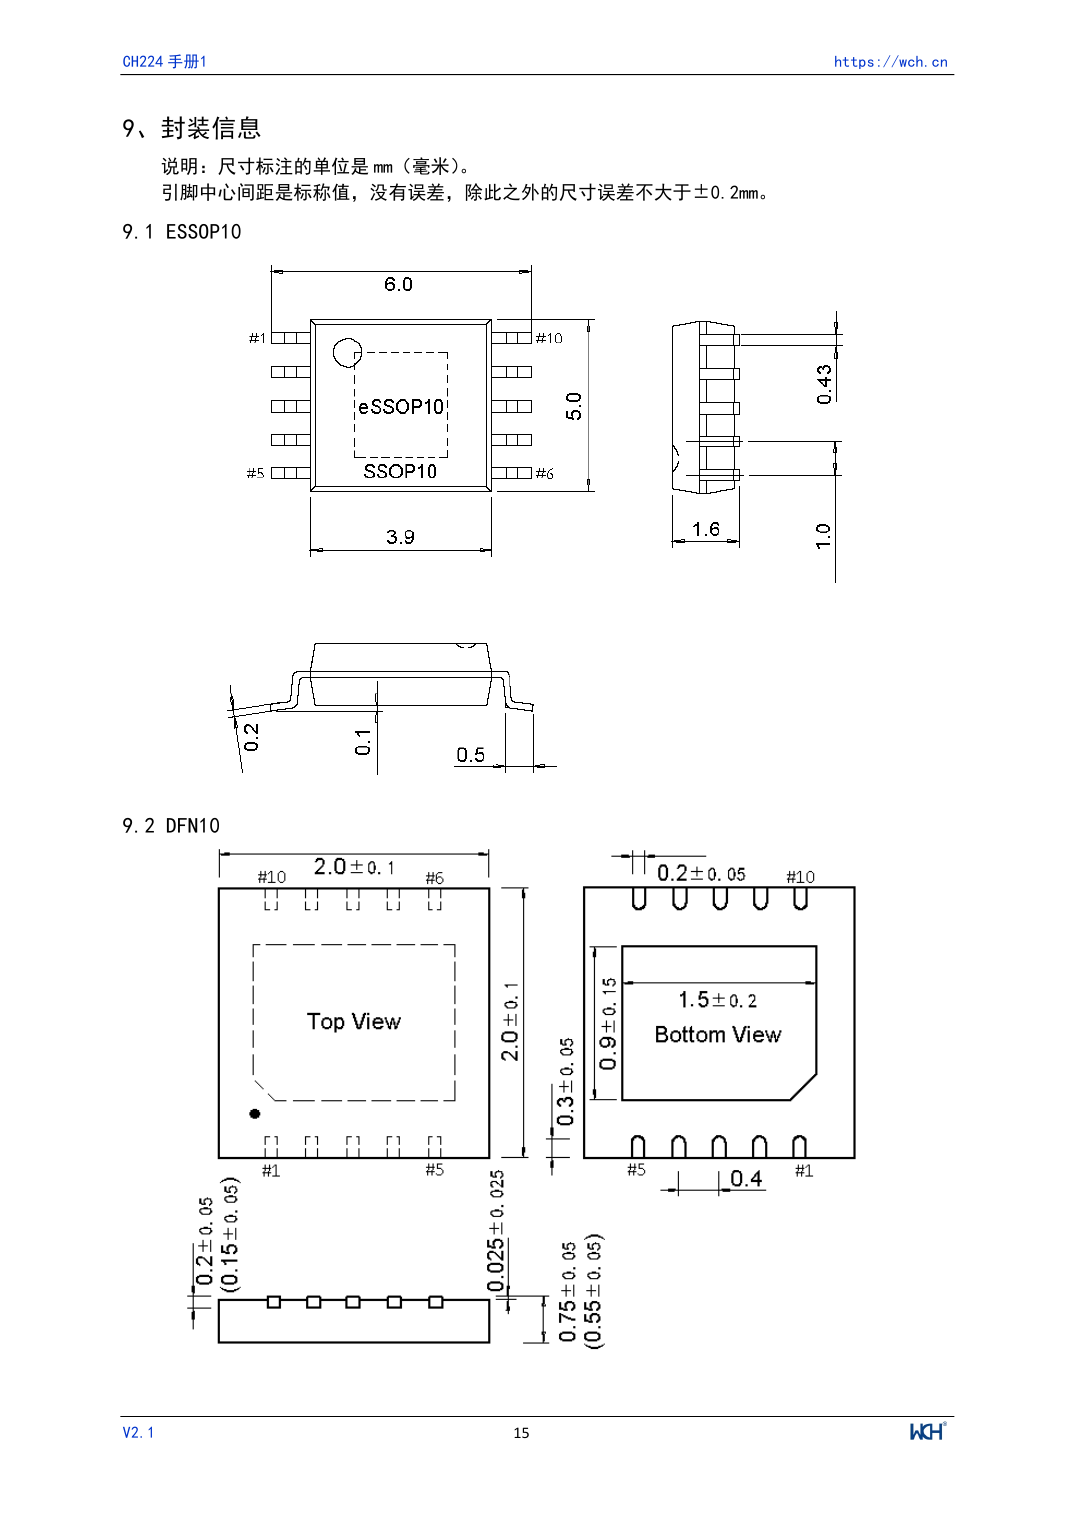 CH224 手册1 https://wch.cn
9、封装信息
说明：尺寸标注的单位是 mm（毫米）。
引脚中心间距是标称值，没有误差，除此之外的尺寸误差不大于±0.2mm。
9.1 ESSOP10
6.0
#1
#10
eSSOP10
5.0
0.43
#5
SSOP10
#6
3.9
1.6
1.0
0.2
0.1
0.5
9.2 DFN10
2.0±0.1
#10
#6
0.2±0.05
#10
Top View
2.0±0.1
0.9±0.15
1.5±0.2
Bottom View
0.3±0.05
#1
#5
#5
#1
0.4
0.2±0.05
(0.15±0.05)
0.025±0.025
0.75±0.05
(0.55±0.05)
V2.1 15 WCH®